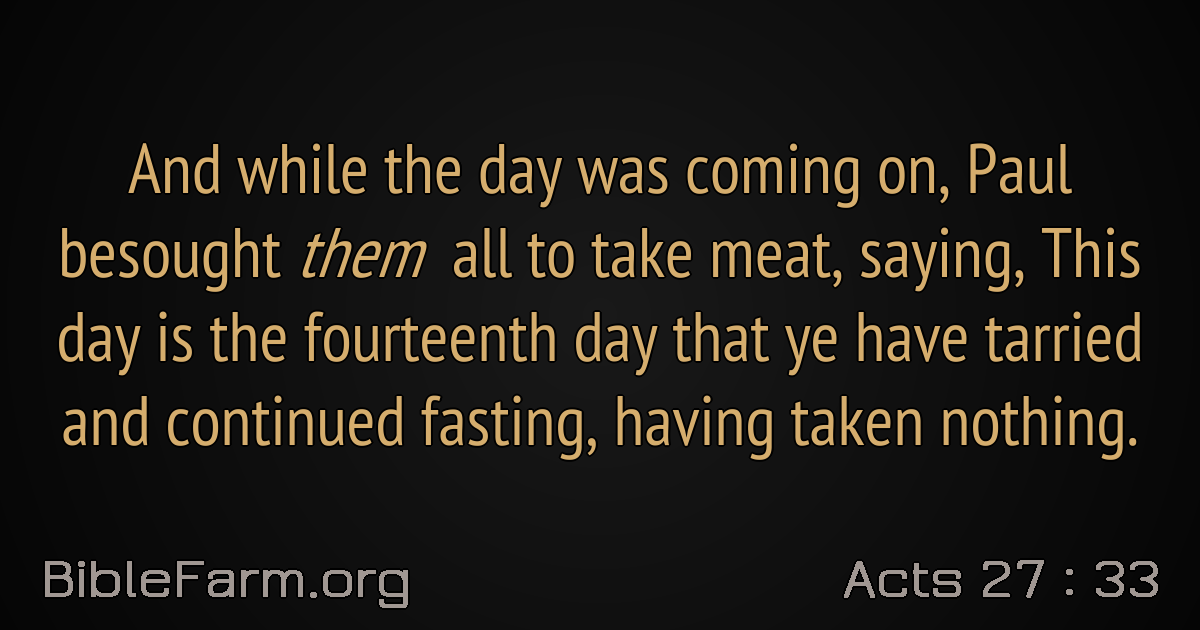 And while the day was coming on, Paul
besought them all to take meat, saying, This
day is the fourteenth day that ye have tarried
and continued fasting, having taken nothing.
BibleFarm.org
Acts 27 : 33